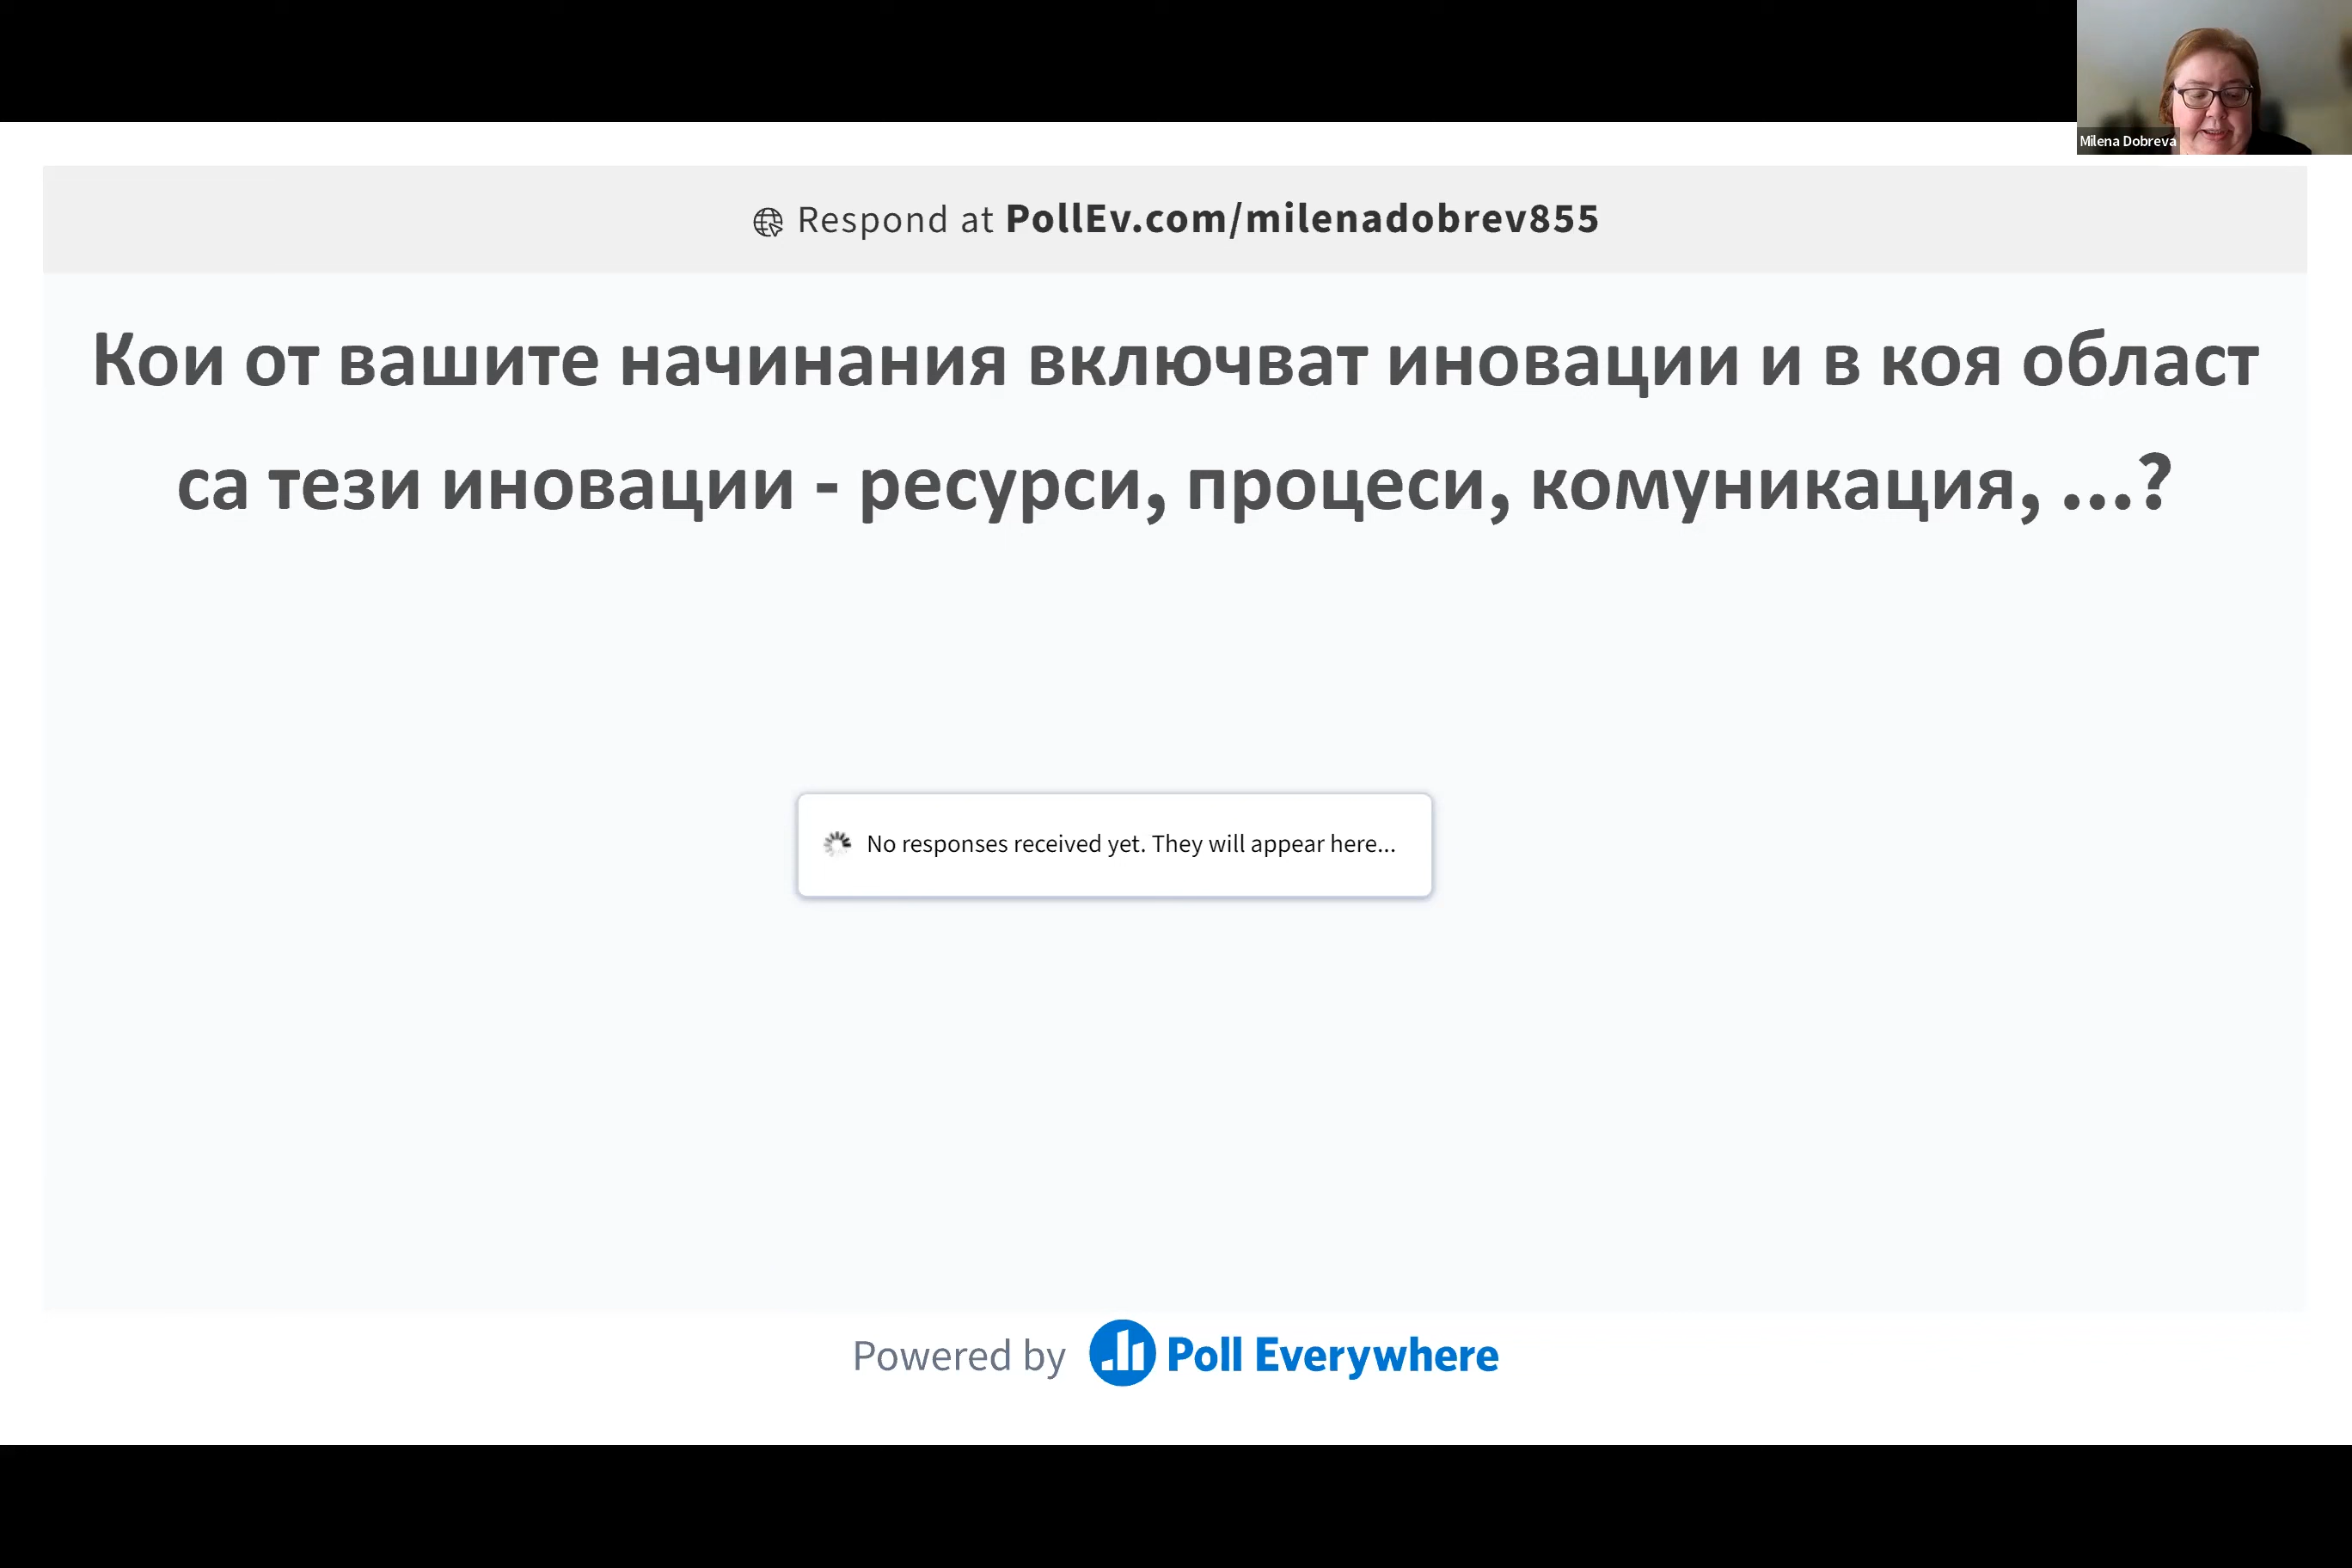 Milena Dobreva
Respond at PollEv.com/milenadobrev855
Кои от вашите начинания включват иновации и в коя област
са тези иновации - ресурси, процеси, комуникация, ...?
No responses received yet. They will appear here...
Powered by Poll Everywhere